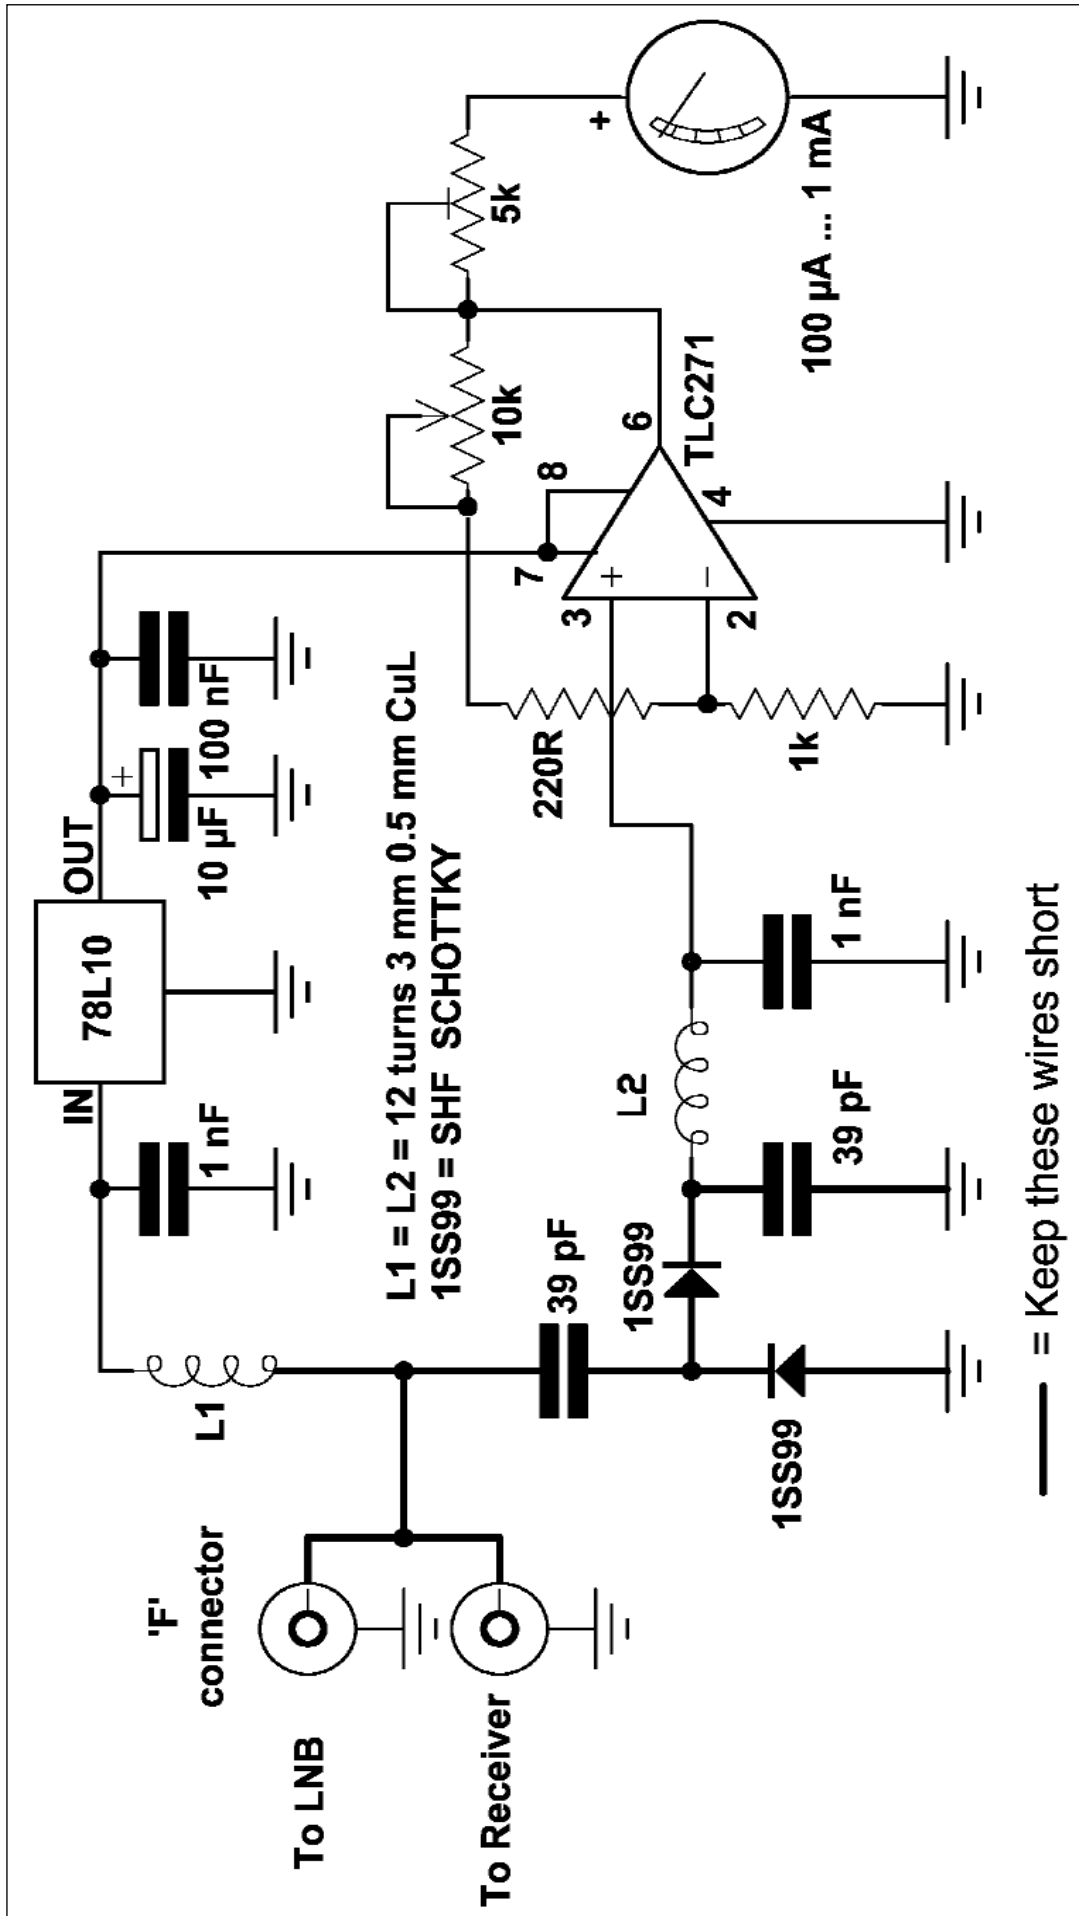 'F'
connector
To LNB
To Receiver
L1
IN
78L10
OUT
1 nF
10 µF
+
100 nF
L1 = L2 = 12 turns 3 mm 0.5 mm CuL
1SS99 = SHF SCHOTTKY
39 pF
1SS99
1SS99
L2
39 pF
1 nF
220R
1k
3
+
2
−
7
8
6
4
TLC271
10k
5k
+
100 µA ... 1 mA
= Keep these wires short